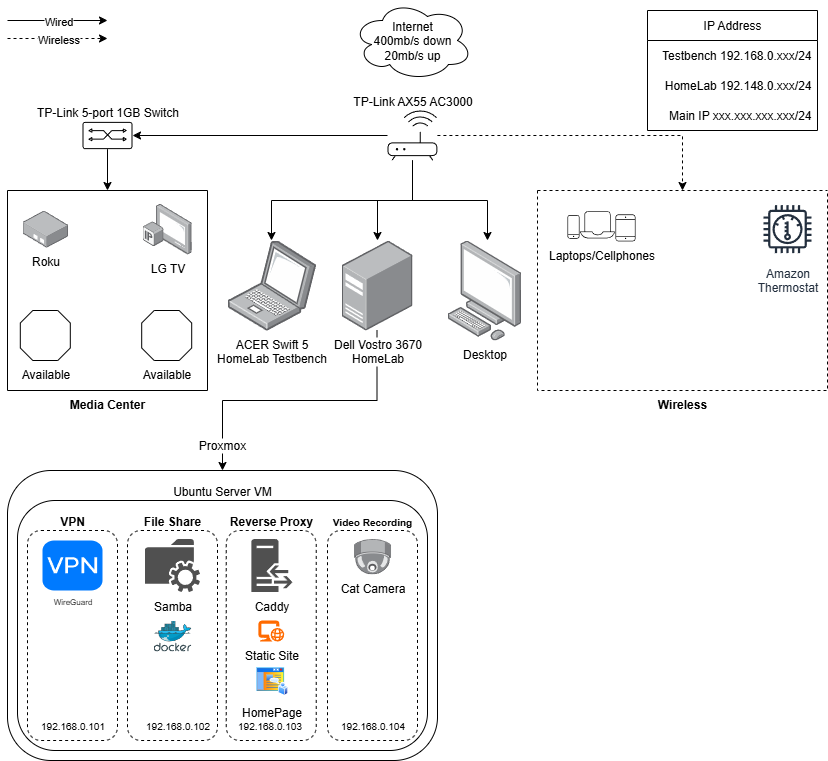 Wired
Wireless
Internet
400mb/s down
20mb/s up
IP Address
Testbench 192.168.0.xxx/24
HomeLab 192.148.0.xxx/24
Main IP xxx.xxx.xxx.xxx/24
TP-Link 5-port 1GB Switch
TP-Link AX55 AC3000
Roku
IP
LG TV
Available
Available
Media Center
ACER Swift 5
HomeLab Testbench
Dell Vostro 3670
HomeLab
Desktop
Laptops/Cellphones
Amazon
Thermostat
Wireless
Proxmox
Ubuntu Server VM
VPN
File Share
Reverse Proxy
Video Recording
VPN
WireGuard
Samba
docker
Caddy
Static Site
HomePage
Cat Camera
192.168.0.101
192.168.0.102
192.168.0.103
192.168.0.104